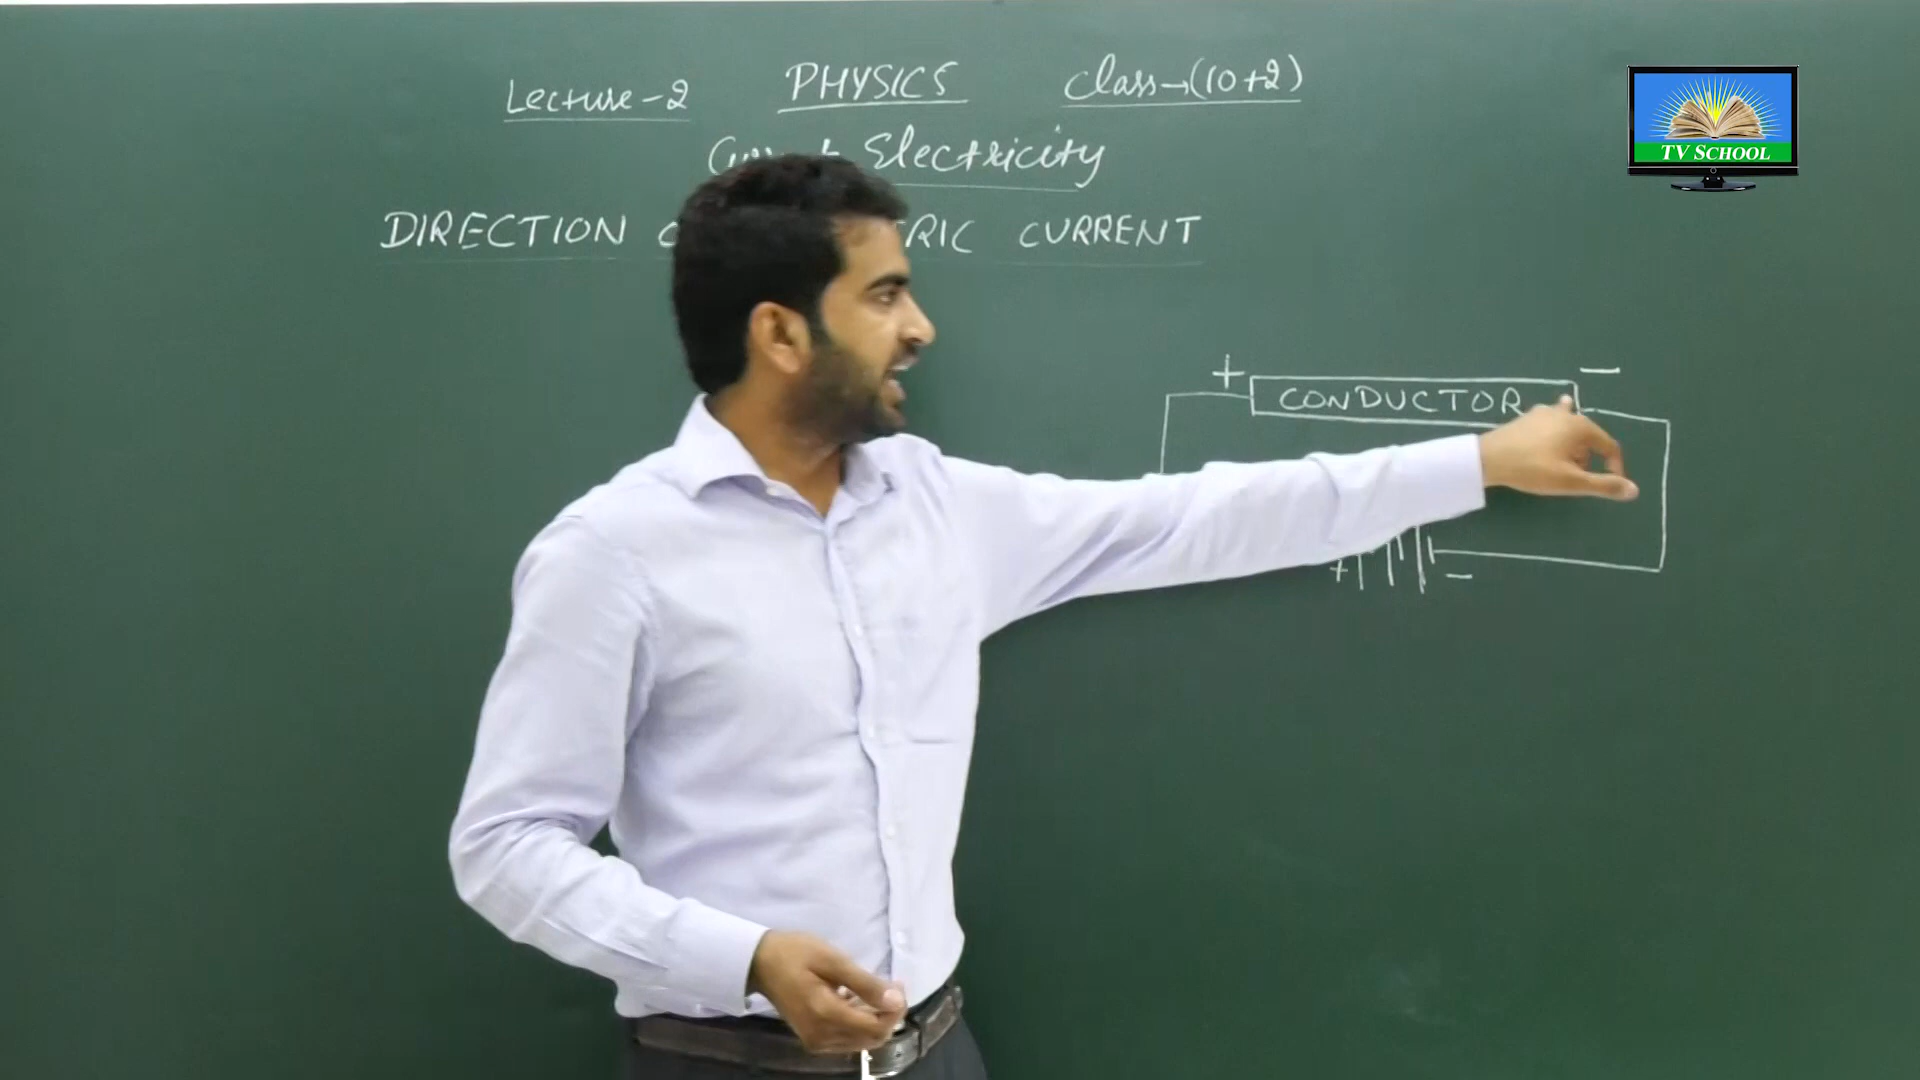 Lecture-2 PHYSICS Class→(10+2)
Electricity
DIRECTION CURRENT
+ CONDUCTOR −
+ −
TV SCHOOL